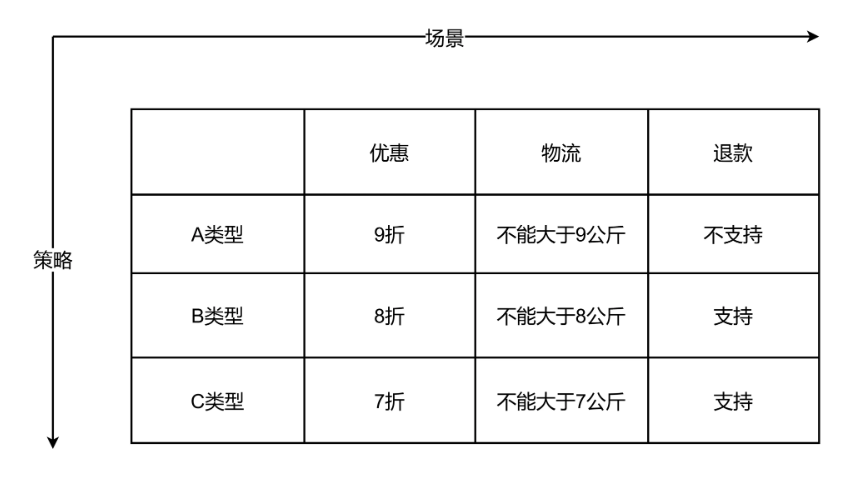 场景
优惠
物流
退款
A类型
9折
不能大于9公斤
不支持
策略
B类型
8折
不能大于8公斤
支持
C类型
7折
不能大于7公斤
支持